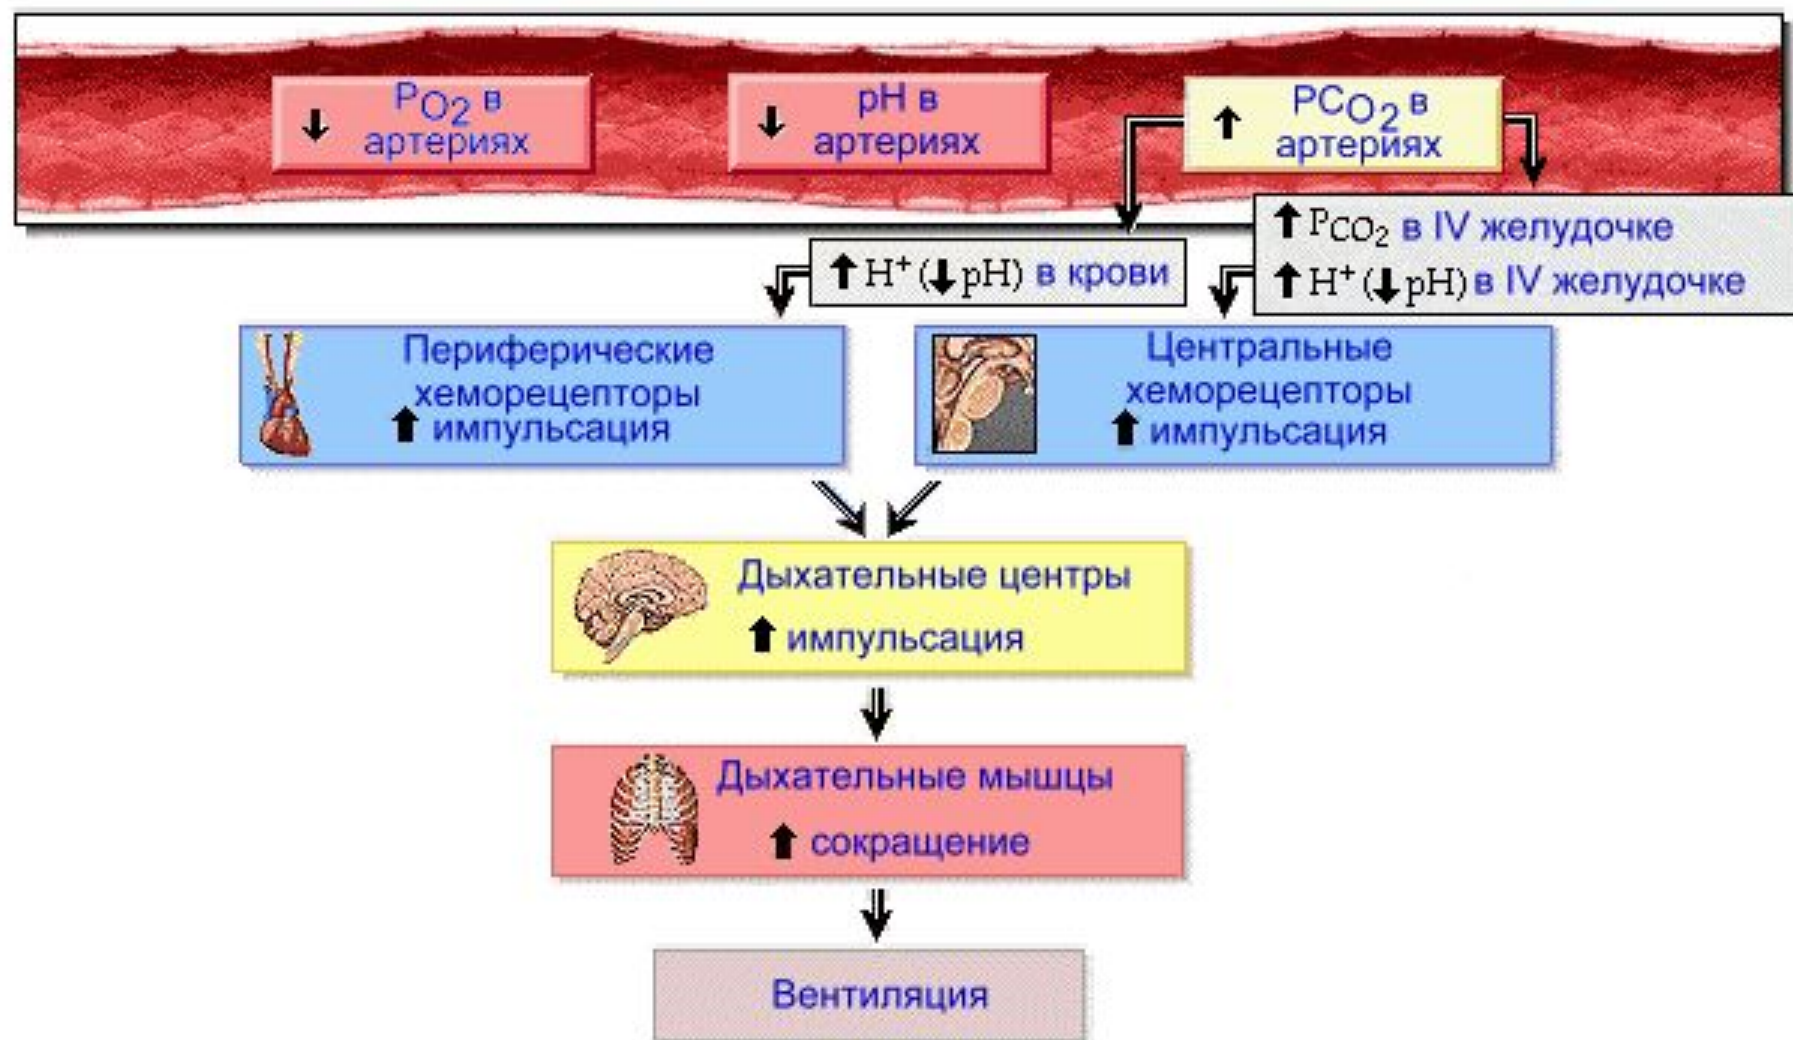 ↓ PO2 в
артериях
↓ pH в
артериях
↑ PCO2 в
артериях
↑ PCO2 в IV желудочке
↑ H+ (↓ pH) в IV желудочке
↑ H+ (↓ pH) в крови
Периферические
хеморецепторы
↑ импульсация
Центральные
хеморецепторы
↑ импульсация
Дыхательные центры
↑ импульсация
Дыхательные мышцы
↑ сокращение
Вентиляция